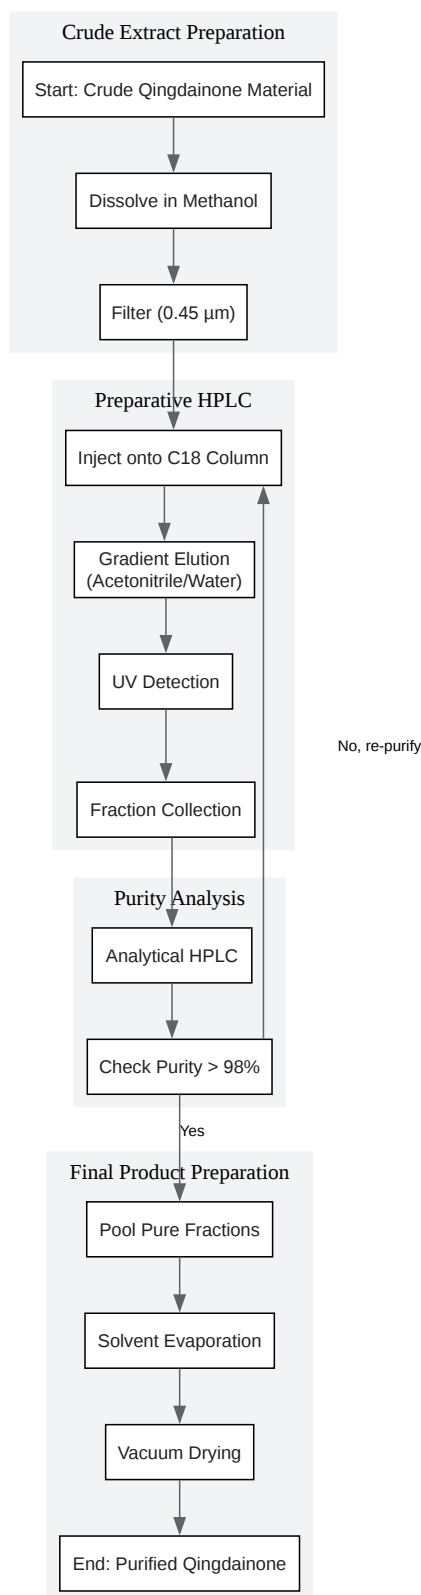 Crude Extract Preparation
Start: Crude Qingdainone Material
Dissolve in Methanol
Filter (0.45 µm)
Preparative HPLC
Inject onto C18 Column
Gradient Elution
(Acetonitrile/Water)
UV Detection
No, re-purify
Fraction Collection
Purity Analysis
Analytical HPLC
Check Purity > 98%
Yes
Final Product Preparation
Pool Pure Fractions
Solvent Evaporation
Vacuum Drying
End: Purified Qingdainone